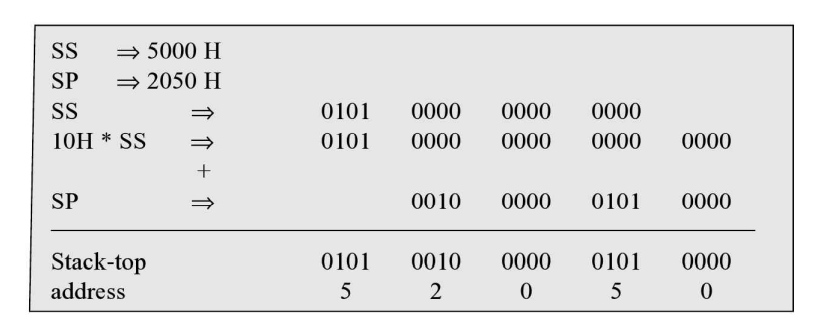 SS ⇒ 5000 H
SP ⇒ 2050 H
SS ⇒ 0101 0000 0000 0000
10H * SS ⇒ 0101 0000 0000 0000 0000
+
SP ⇒ 0010 0000 0101 0000
Stack-top 0101 0010 0000 0101 0000
address 5 2 0 5 0